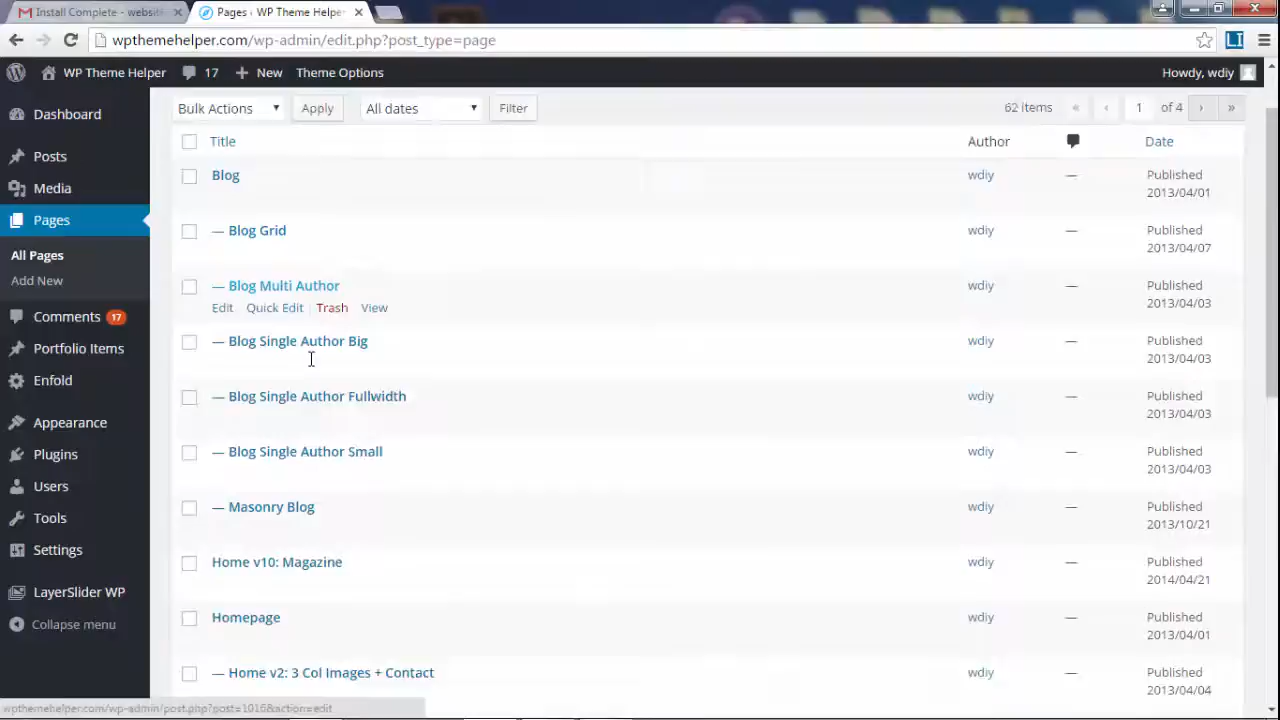 Install Complete - websit
Pages ‹ WP Theme Helper
wpthemehelper.com/wp-admin/edit.php?post_type=page
WP Theme Helper 17 New Theme Options Howdy, wdiy
Dashboard
Posts
Media
Pages
All Pages
Add New
Comments 17
Portfolio Items
Enfold
Appearance
Plugins
Users
Tools
Settings
LayerSlider WP
Collapse menu
Bulk Actions Apply All dates Filter 62 items « ‹ 1 of 4 › »
Title Author Date
Blog wdiy — Published
2013/04/01
— Blog Grid wdiy — Published
2013/04/07
— Blog Multi Author wdiy — Published
Edit Quick Edit | Trash | View 2013/04/03
— Blog Single Author Big wdiy — Published
2013/04/03
— Blog Single Author Fullwidth wdiy — Published
2013/04/03
— Blog Single Author Small wdiy — Published
2013/04/03
— Masonry Blog wdiy — Published
2013/10/21
Home v10: Magazine wdiy — Published
2014/04/21
Homepage wdiy — Published
2013/04/01
— Home v2: 3 Col Images + Contact wdiy — Published
2013/04/04
wpthemehelper.com/wp-admin/post.php?post=1016&action=edit